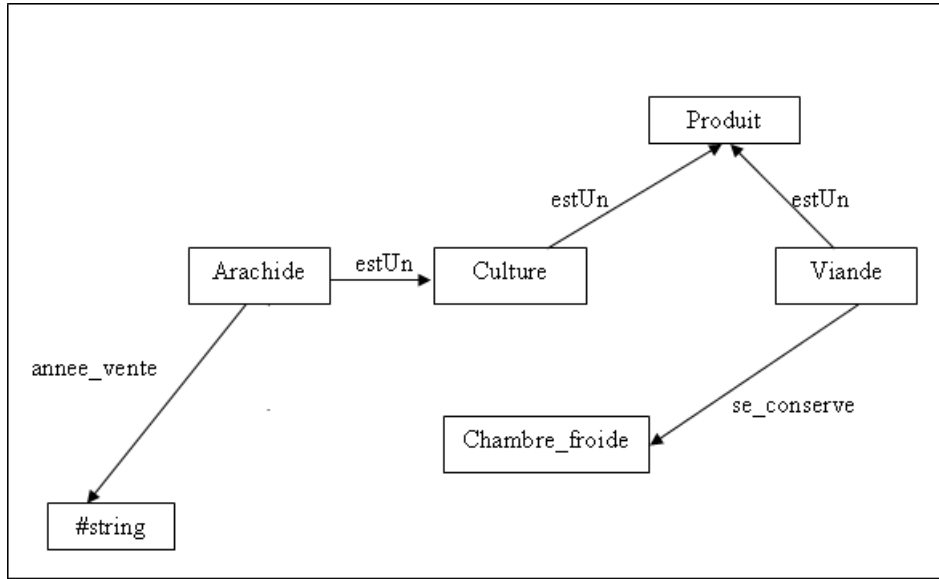 Produit
estUn
estUn
Arachide
estUn
Culture
Viande
annee_vente
se_conserve
Chambre_froide
#string